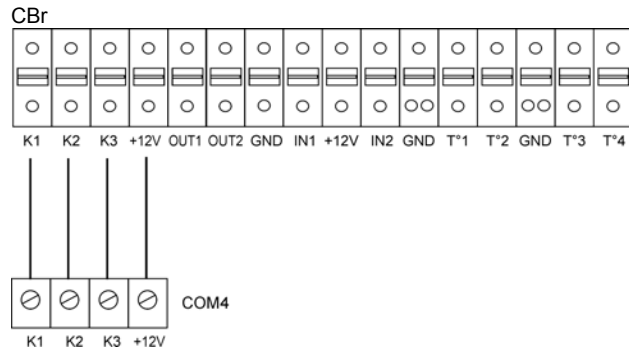 CBr
K1 K2 K3 +12V OUT1 OUT2 GND IN1 +12V IN2 GND T°1 T°2 GND T°3 T°4
COM4
K1 K2 K3 +12V